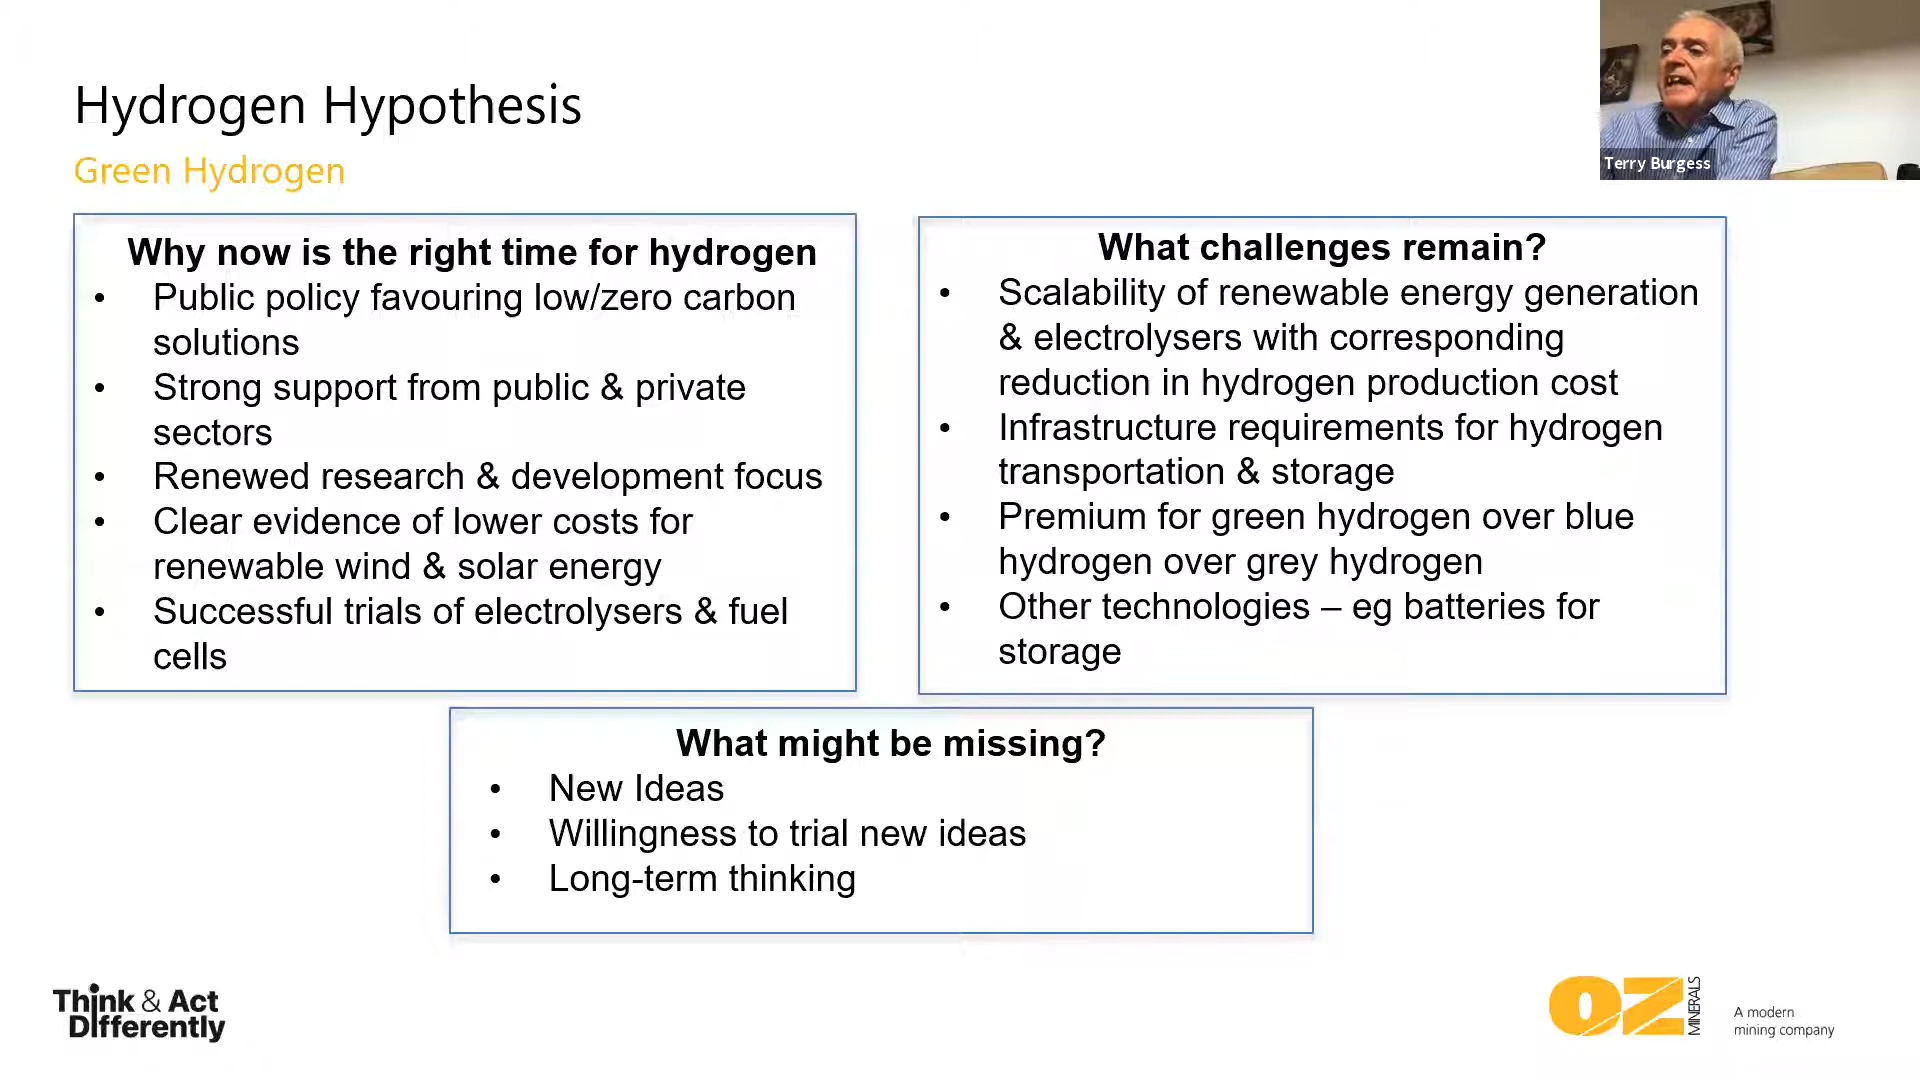 Hydrogen Hypothesis
Green Hydrogen
Terry Burgess
Why now is the right time for hydrogen
• Public policy favouring low/zero carbon
solutions
• Strong support from public & private
sectors
• Renewed research & development focus
• Clear evidence of lower costs for
renewable wind & solar energy
• Successful trials of electrolysers & fuel
cells
What challenges remain?
• Scalability of renewable energy generation
& electrolysers with corresponding
reduction in hydrogen production cost
• Infrastructure requirements for hydrogen
transportation & storage
• Premium for green hydrogen over blue
hydrogen over grey hydrogen
• Other technologies – eg batteries for
storage
What might be missing?
• New Ideas
• Willingness to trial new ideas
• Long-term thinking
Think & Act
Differently
OZ
MINERALS
A modern
mining company